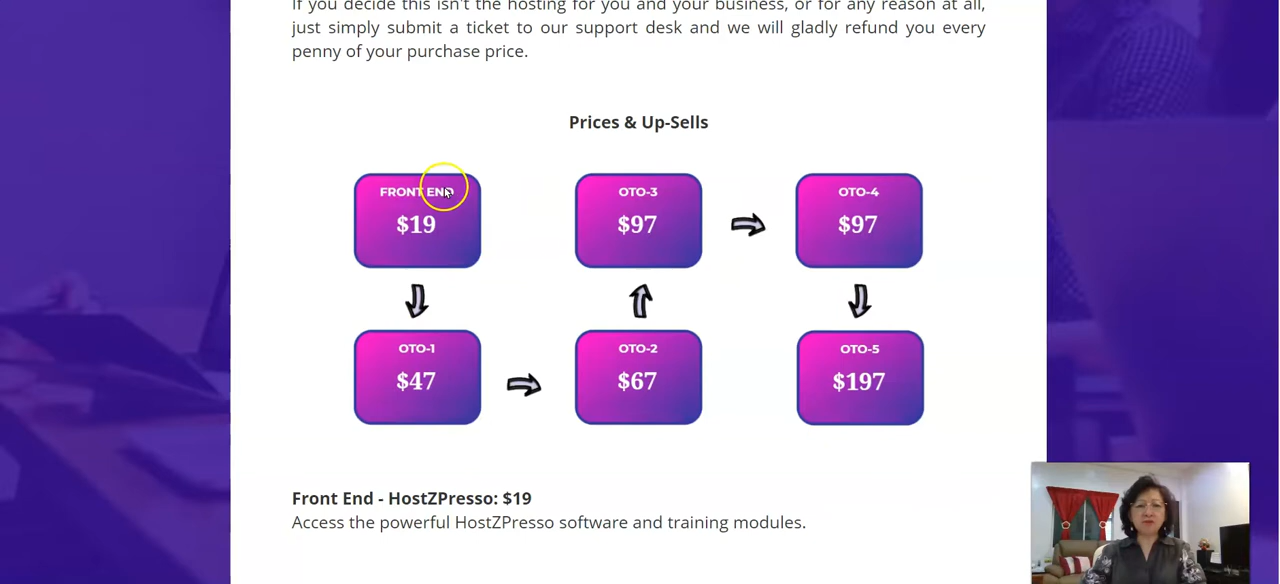 If you decide this isn't the hosting for you and your business, or for any reason at all,
just simply submit a ticket to our support desk and we will gladly refund you every
penny of your purchase price.
Prices & Up-Sells
FRONT END
$19
OTO-3
$97
OTO-4
$97
OTO-1
$47
OTO-2
$67
OTO-5
$197
Front End - HostZPresso: $19
Access the powerful HostZPresso software and training modules.